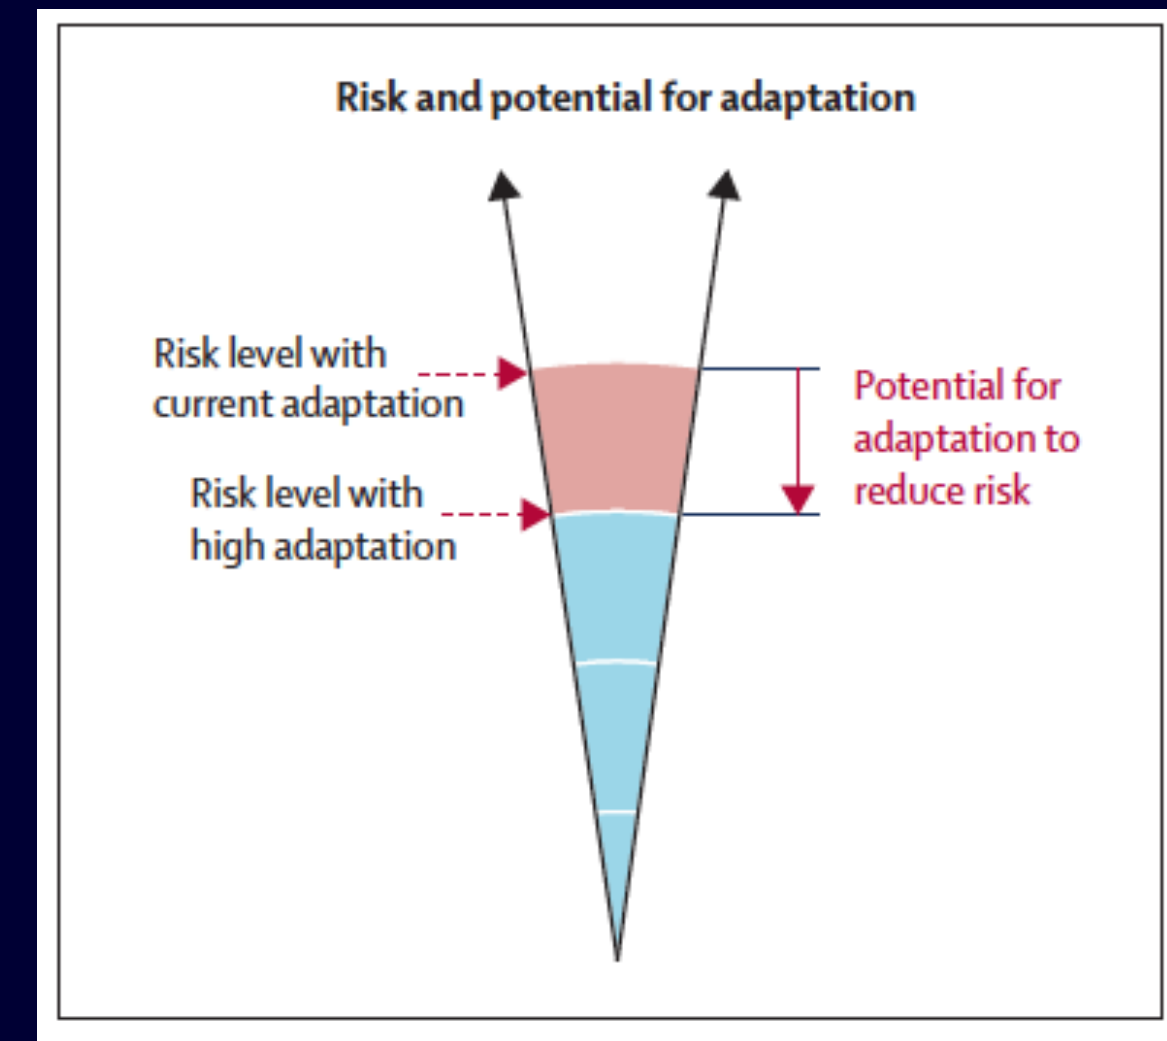 Risk and potential for adaptation
Risk level with
current adaptation
Risk level with
high adaptation
Potential for
adaptation to
reduce risk